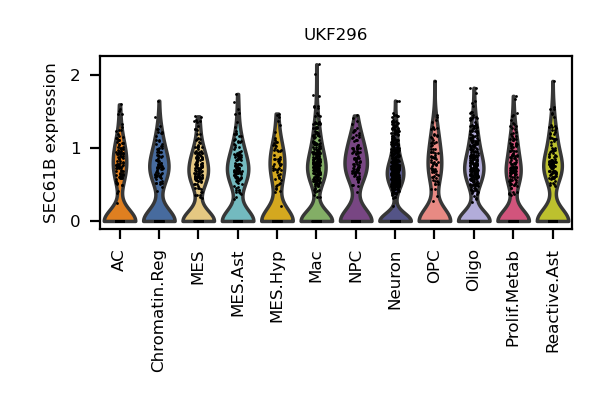 UKF296
SEC61B expression
2
1
0
AC
Chromatin.Reg
MES
MES.Ast
MES.Hyp
Mac
NPC
Neuron
OPC
Oligo
Prolif.Metab
Reactive.Ast